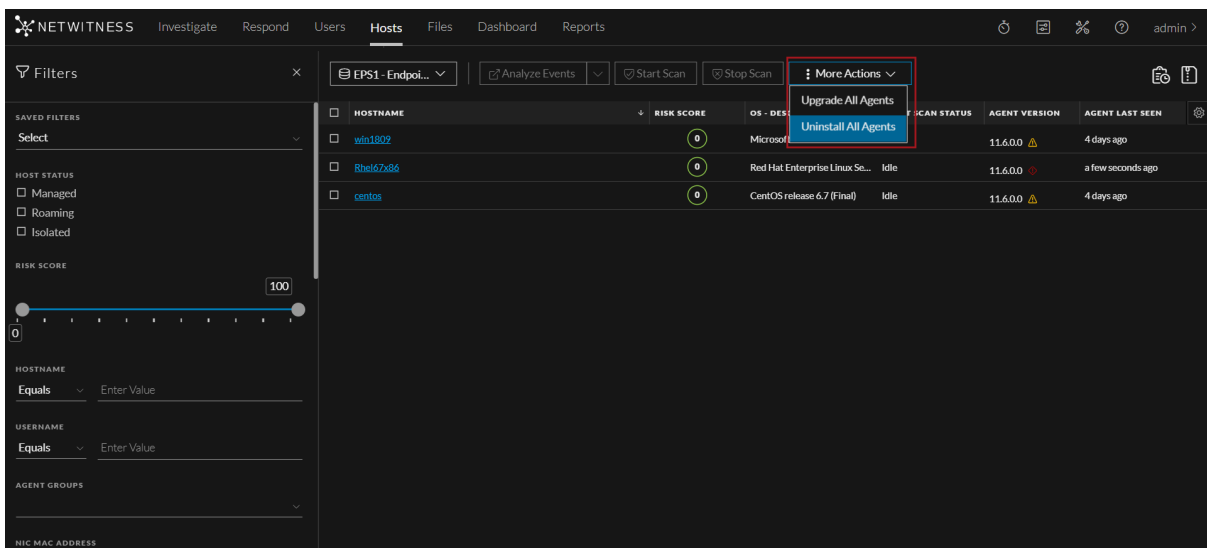 NETWITNESS Investigate Respond Users Hosts Files Dashboard Reports admin >
Filters ×
EPS1 - Endpoi... Analyze Events Start Scan Stop Scan More Actions
Upgrade All Agents
Uninstall All Agents
SAVED FILTERS
Select
HOST STATUS
Managed
Roaming
Isolated
RISK SCORE
100
0
HOSTNAME
Equals Enter Value
USERNAME
Equals Enter Value
AGENT GROUPS
NIC MAC ADDRESS
HOSTNAME RISK SCORE OS - DES SCAN STATUS AGENT VERSION AGENT LAST SEEN
win1809 0 Microsof 11.6.0.0 4 days ago
Rhel67x86 0 Red Hat Enterprise Linux Se... Idle 11.6.0.0 a few seconds ago
centos 0 CentOS release 6.7 (Final) Idle 11.6.0.0 4 days ago